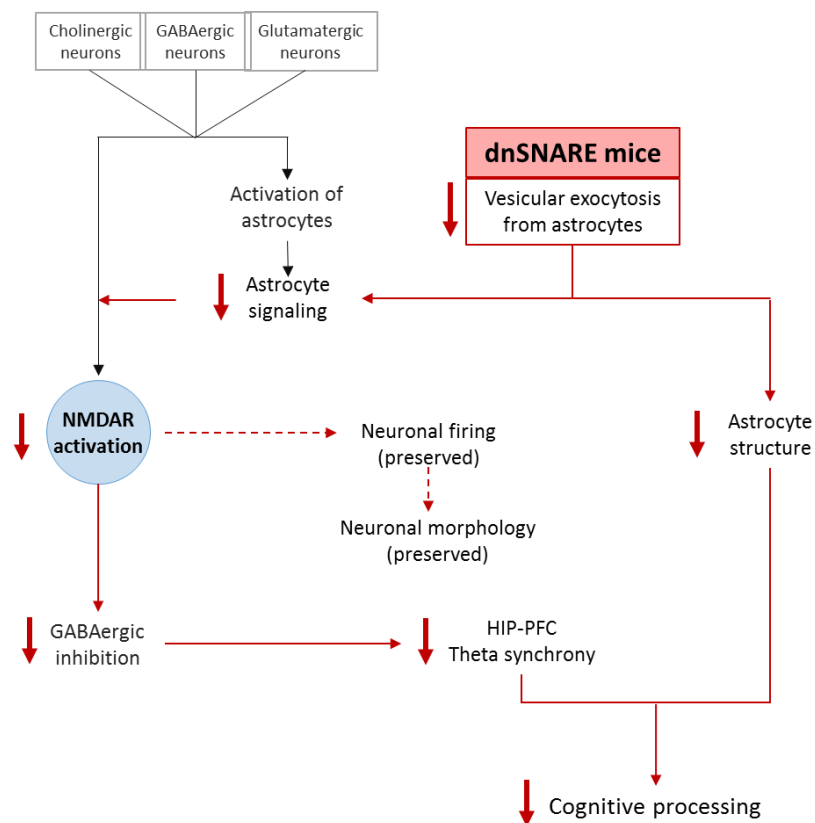 Cholinergic
neurons
GABAergic
neurons
Glutamatergic
neurons
dnSNARE mice
Vesicular exocytosis
from astrocytes
Activation of
astrocytes
Astrocyte
signaling
NMDAR
activation
Neuronal firing
(preserved)
Astrocyte
structure
Neuronal morphology
(preserved)
GABAergic
inhibition
HIP-PFC
Theta synchrony
Cognitive processing